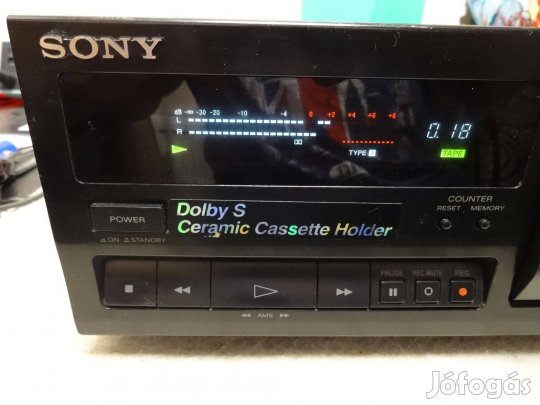 SONY
dB -∞ -30 -20 -10 -4 0 +2 +4 +6 +8
L
R
0.18
TYPE I
TAPE
COUNTER
RESET MEMORY
POWER
ON STANDBY
Dolby S
Ceramic Cassette Holder
PAUSE REC MUTE REC
AMS
Jófogás